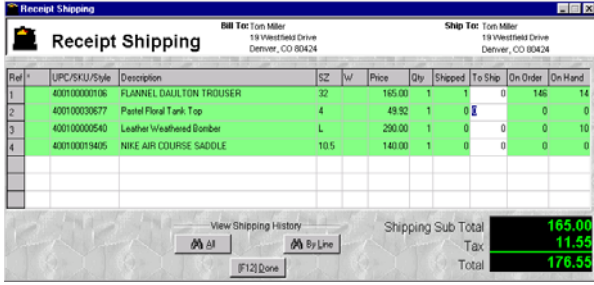 Receipt Shipping
Receipt Shipping
Bill To: Tom Miller
19 Westfield Drive
Denver, CO 80424
Ship To: Tom Miller
19 Westfield Drive
Denver, CO 80424
Ref * UPC/SKU/Style Description SZ W Price Qty Shipped To Ship On Order On Hand
1 400100000106 FLANNEL DAULTON TROUSER 32 165.00 1 1 0 146 14
2 400100030677 Pastel Floral Tank Top 4 49.92 1 0 0 0 0
3 400100000540 Leather Weathered Bomber L 290.00 1 0 0 0 10
4 400100019405 NIKE AIR COURSE SADDLE 10.5 140.00 1 0 0 0 0
View Shipping History
All
By Line
[F12] Done
Shipping Sub Total 165.00
Tax 11.55
Total 176.55